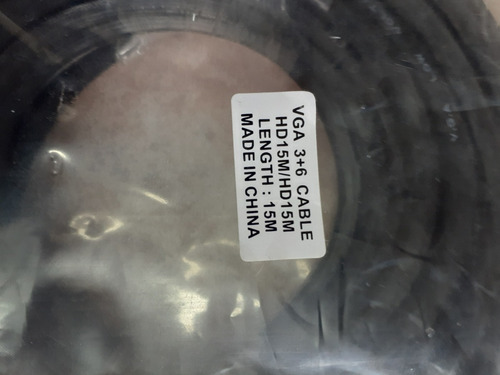 VGA 3+6 CABLE
HD15M/HD15M
LENGTH : 15M
MADE IN CHINA